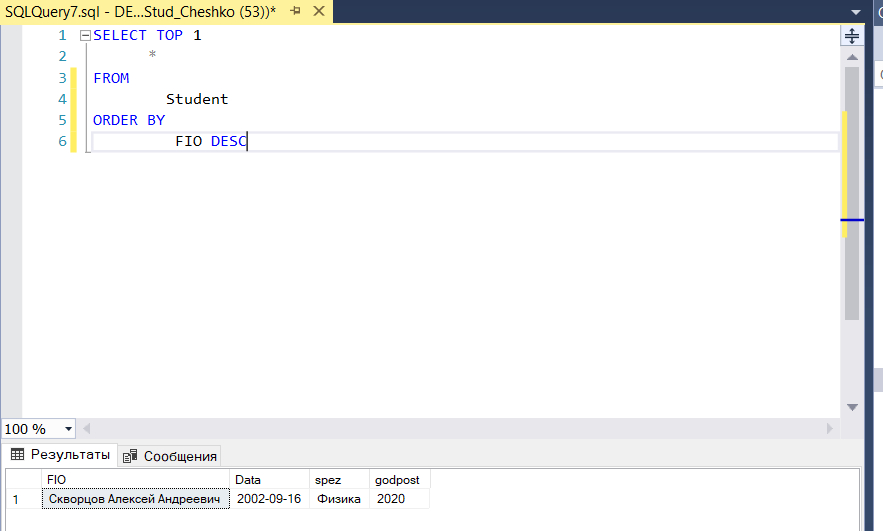 SQLQuery7.sql - DE...Stud_Cheshko (53))*
1 SELECT TOP 1
2 *
3 FROM
4 Student
5 ORDER BY
6 FIO DESC
100 %
Результаты Сообщения
FIO Data spez godpost
1 Скворцов Алексей Андреевич 2002-09-16 Физика 2020